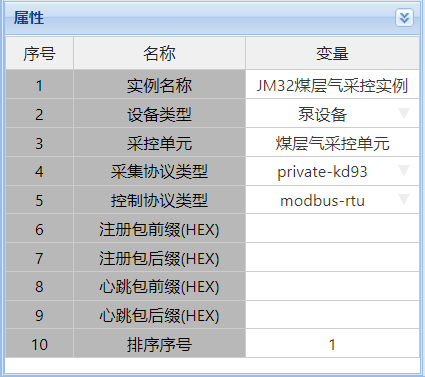 属性
序号 名称 变量
1 实例名称 JM32煤层气采控实例
2 设备类型 泵设备
3 采控单元 煤层气采控单元
4 采集协议类型 private-kd93
5 控制协议类型 modbus-rtu
6 注册包前缀(HEX)
7 注册包后缀(HEX)
8 心跳包前缀(HEX)
9 心跳包后缀(HEX)
10 排序序号 1